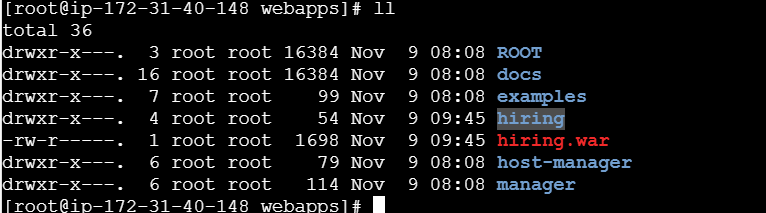 [root@ip-172-31-40-148 webapps]# ll
total 36
drwxr-x---.  3 root root 16384 Nov  9 08:08 ROOT
drwxr-x---. 16 root root 16384 Nov  9 08:08 docs
drwxr-x---.  7 root root    99 Nov  9 08:08 examples
drwxr-x---.  4 root root    54 Nov  9 09:45 hiring
-rw-r-----.  1 root root  1698 Nov  9 09:45 hiring.war
drwxr-x---.  6 root root    79 Nov  9 08:08 host-manager
drwxr-x---.  6 root root   114 Nov  9 08:08 manager
[root@ip-172-31-40-148 webapps]#